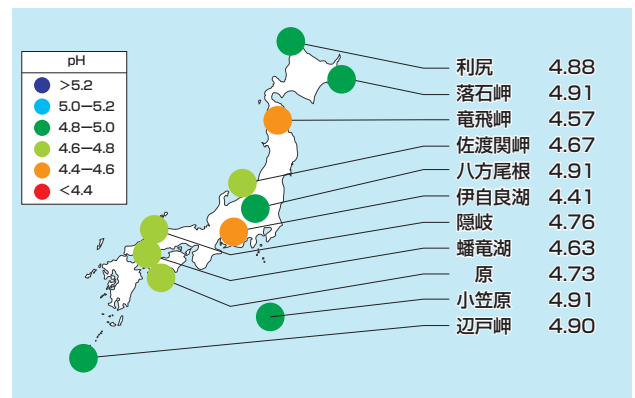 pH
>5.2
5.0－5.2
4.8－5.0
4.6－4.8
4.4－4.6
<4.4
利尻 4.88
落石岬 4.91
竜飛岬 4.57
佐渡関岬 4.67
八方尾根 4.91
伊自良湖 4.41
隠岐 4.76
蟠竜湖 4.63
原 4.73
小笠原 4.91
辺戸岬 4.90